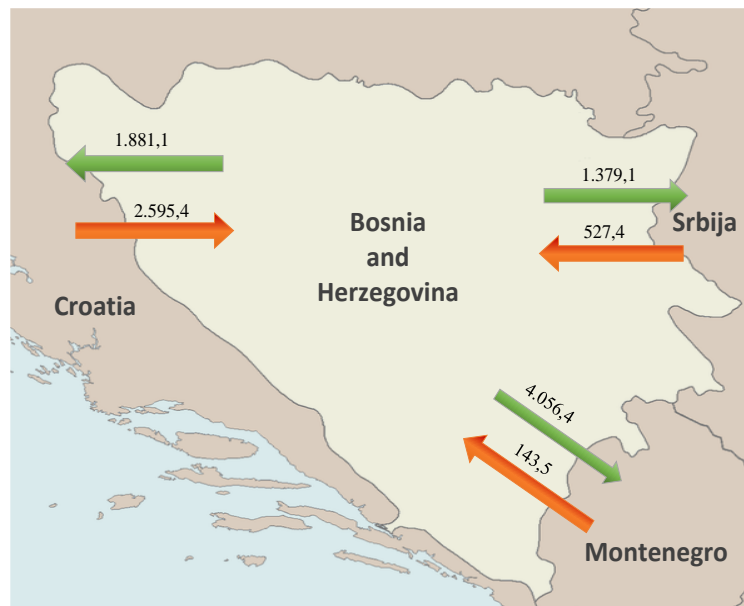 1.881,1
2.595,4
1.379,1
527,4
Bosnia
and
Herzegovina
Srbija
Croatia
4.056,4
143,5
Montenegro